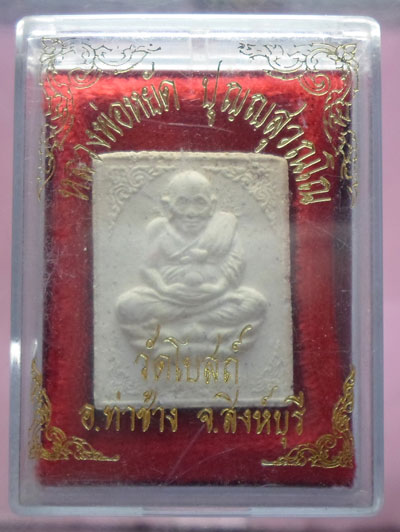 หลวงพ่อหยัด ปุญญสุวณฺโณ
วัดโบสถ์
อ.ท่าช้าง จ.สิงห์บุรี